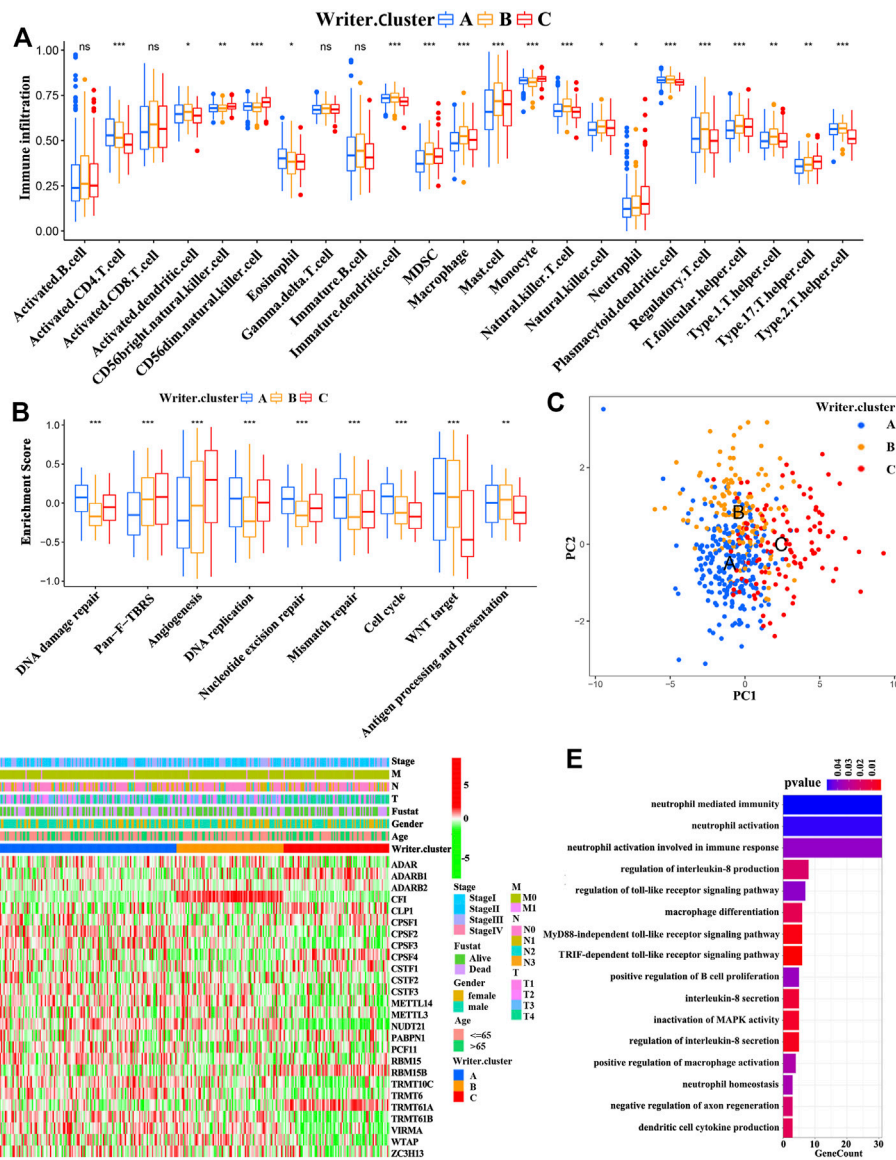 Writer.Cluster A B C
A
ns *** ns * ** *** * ns ns *** *** *** *** *** *** * * *** *** *** ** ** ***
Immune infiltration
1.00
0.75
0.50
0.25
0.00
Activated.B.cell
Activated.CD4.T.cell
Activated.CD8.T.cell
Activated.dendritic.cell
CD56bright.natural.killer.cell
CD56dim.natural.killer.cell
Eosinophil
Gamma.delta.T.cell
Immature.B.cell
Immature.dendritic.cell
MDSC
Macrophage
Mast.cell
Monocyte
Natural.killer.T.cell
Natural.killer.cell
Neutrophil
Plasmacytoid.dendritic.cell
Regulatory.T.cell
T.follicular.helper.cell
Type.1.T.helper.cell
Type.17.T.helper.cell
Type.2.T.helper.cell
B
Writer.cluster A B C
*** *** *** *** *** *** *** *** **
Enrichment Score
1.0
0.5
0.0
−0.5
−1.0
DNA damage repair
Pan−F−TBRS
Angiogenesis
DNA replication
Nucleotide excision repair
Mismatch repair
Cell cycle
WNT target
Antigen processing and presentation
C
Writer.cluster
A
B
C
PC2
2
0
−2
B
C
A
−10 −5 0 5 10
PC1
Stage
M
N
T
Fustat
Gender
Age
Writer.cluster
ADAR
ADARB1
ADARB2
CFI
CLP1
CPSF1
CPSF2
CPSF3
CPSF4
CSTF1
CSTF2
CSTF3
METTL14
METTL3
NUDT21
PABPN1
PCF11
RBM15
RBM15B
TRMT10C
TRMT6
TRMT61A
TRMT61B
VIRMA
WTAP
ZC3H13
5
0
−5
Stage
StageI
StageII
StageIII
StageIV
Fustat
Alive
Dead
Gender
female
male
Age
<=65
>65
Writer.cluster
A
B
C
M
M0
M1
N
N0
N1
N2
N3
T
T1
T2
T3
T4
E
pvalue
0.04
0.03
0.02
0.01
neutrophil mediated immunity
neutrophil activation
neutrophil activation involved in immune response
regulation of interleukin-8 production
regulation of toll-like receptor signaling pathway
macrophage differentiation
MyD88-independent toll-like receptor signaling pathway
TRIF-dependent toll-like receptor signaling pathway
positive regulation of B cell proliferation
interleukin-8 secretion
inactivation of MAPK activity
regulation of interleukin-8 secretion
positive regulation of macrophage activation
neutrophil homeostasis
negative regulation of axon regeneration
dendritic cell cytokine production
0 10 20 30
GeneCount